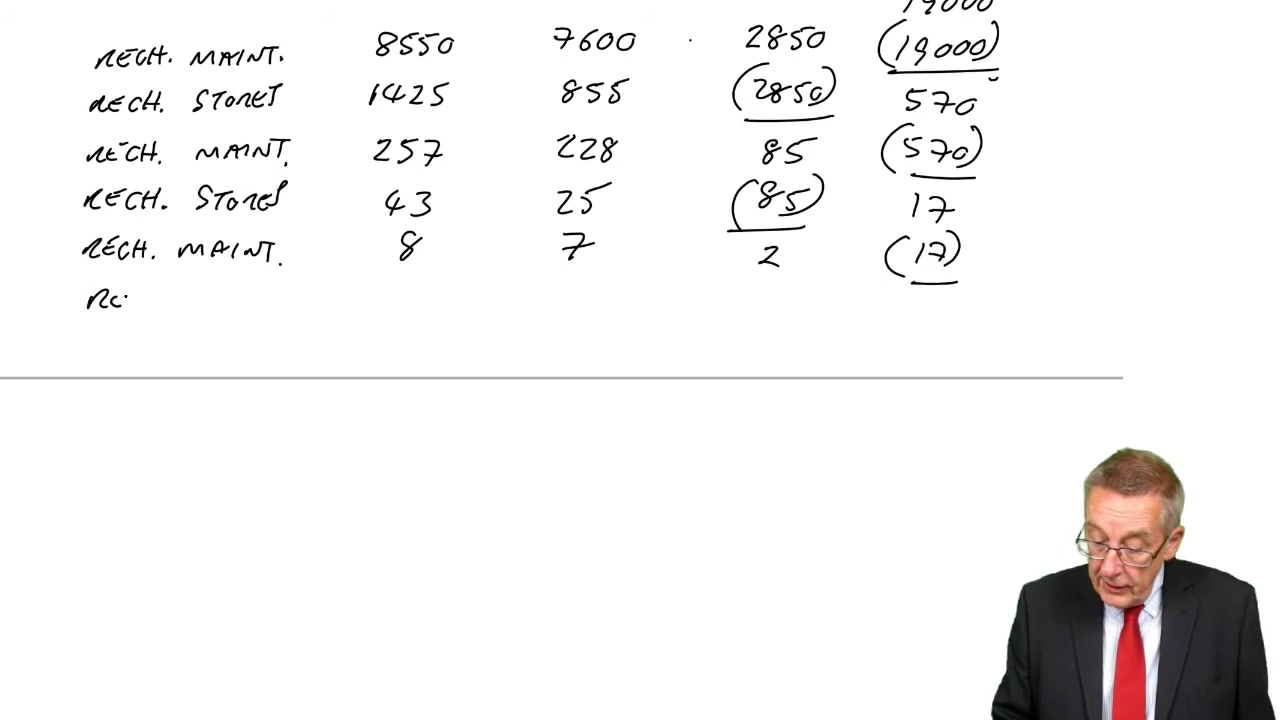 19000
RECH. MAINT. 8550 7600 2850 (19000)
RECH. STORES 1425 855 (2850) 570
RECH. MAINT. 257 228 85 (570)
RECH. STORES 43 25 (85) 17
RECH. MAINT. 8 7 2 (17)